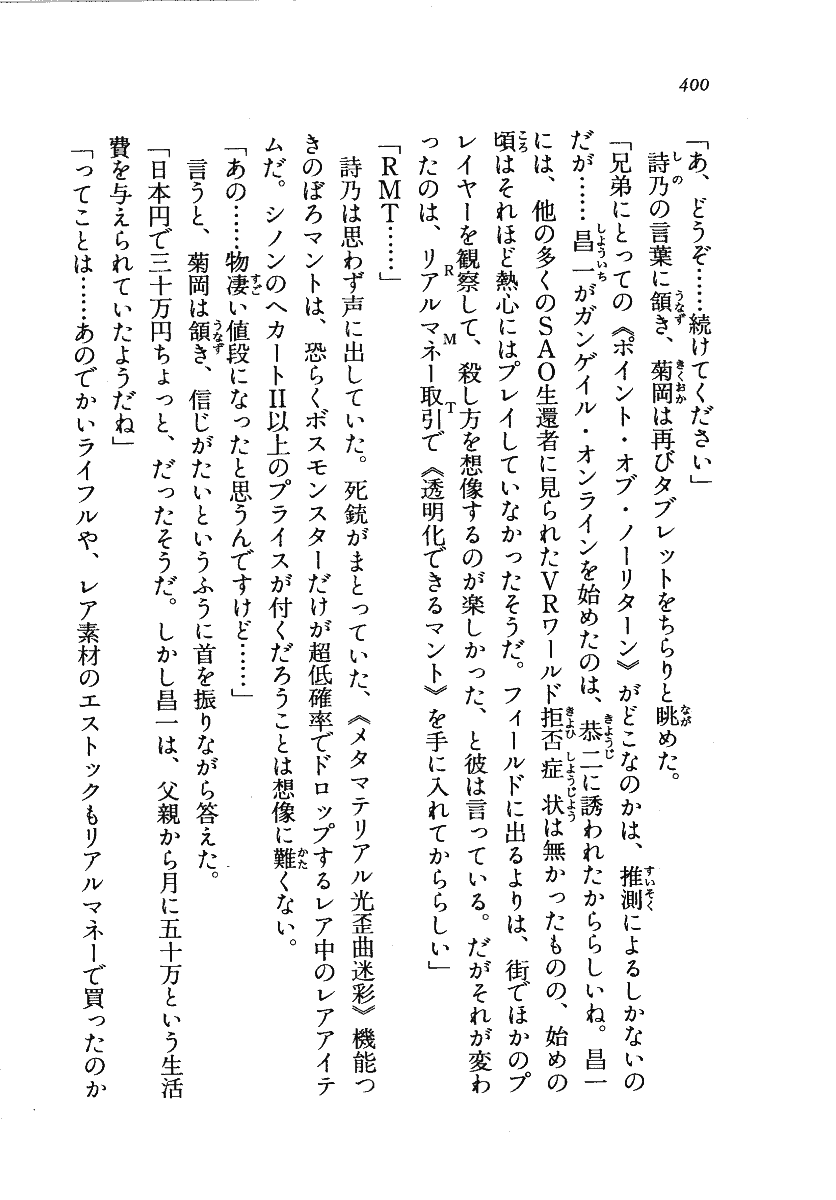 400
「あ、どうぞ……続けてください」
　詩乃の言葉に頷き、菊岡は再びタブレットをちらりと眺めた。
「兄弟にとっての《ポイント・オブ・ノーリターン》がどこなのかは、推測によるしかないの
だが……昌一がガンゲイル・オンラインを始めたのは、恭二に誘われたかららしいね。昌一
には、他の多くのSAO生還者に見られたVRワールド拒否症状は無かったものの、始めの
頃はそれほど熱心にはプレイしていなかったそうだ。フィールドに出るよりは、街でほかのプ
レイヤーを観察して、殺し方を想像するのが楽しかった、と彼は言っている。だがそれが変わ
ったのは、リアルマネー取引で《透明化できるマント》を手に入れてかららしい」
「RMT……」
　詩乃は思わず声に出していた。死銃がまとっていた、《メタマテリアル光歪曲迷彩》機能つ
きのぼろマントは、恐らくボスモンスターだけが超低確率でドロップするレア中のレアアイテ
ムだ。シノンのヘカートII以上のプライスが付くだろうことは想像に難くない。
「あの……物凄い値段になったと思うんですけど……」
　言うと、菊岡は頷き、信じがたいというふうに首を振りながら答えた。
「日本円で三十万円ちょっと、だったそうだ。しかし昌一は、父親から月に五十万という生活
費を与えられていたようだね」
「ってことは……あのでかいライフルや、レア素材のエストックもリアルマネーで買ったのか